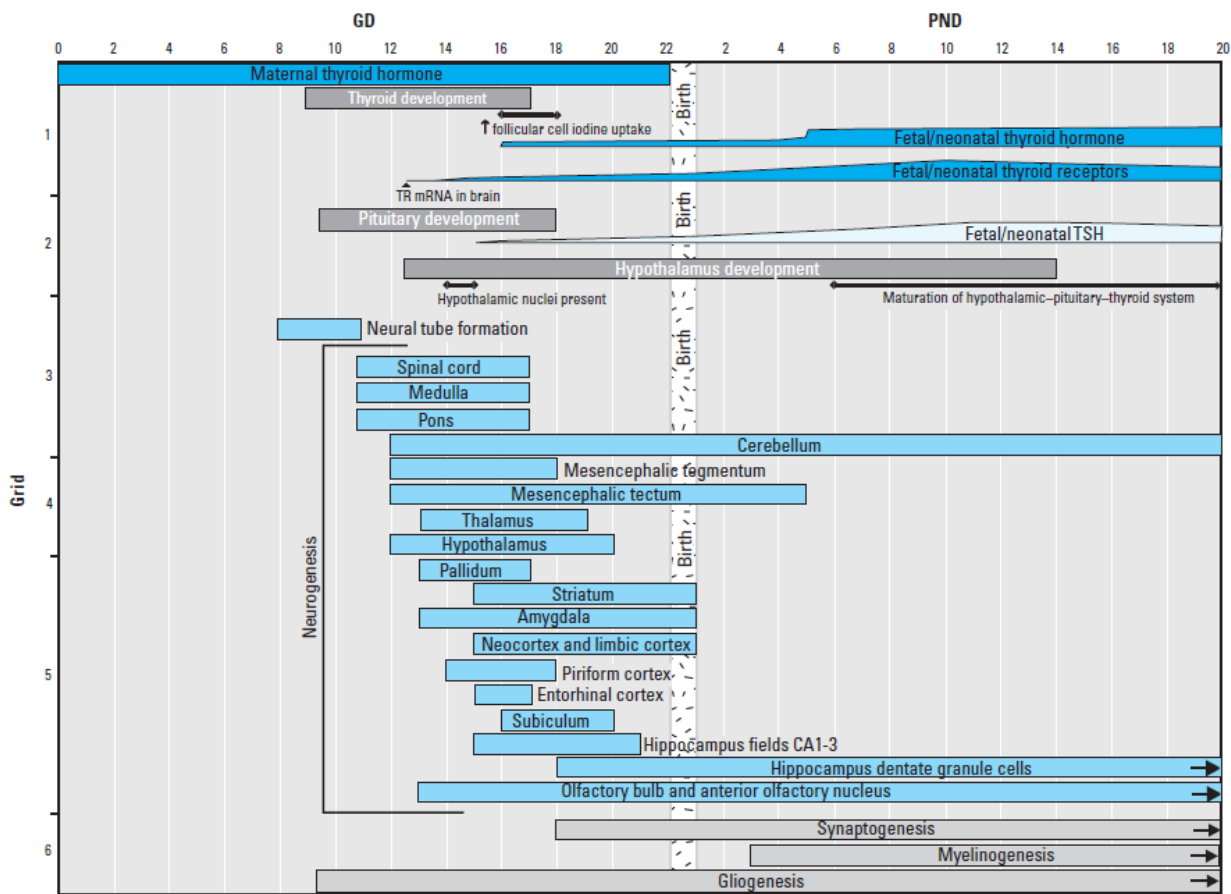 GD PND
0 2 4 6 8 10 12 14 16 18 20 22 2 4 6 8 10 12 14 16 18 20
Maternal thyroid hormone
Birth
Thyroid development
1
↑ follicular cell iodine uptake
Fetal/neonatal thyroid hormone
Fetal/neonatal thyroid receptors
TR mRNA in brain
Pituitary development
Birth
2
Fetal/neonatal TSH
Hypothalamus development
Hypothalamic nuclei present
Maturation of hypothalamic–pituitary–thyroid system
Neural tube formation
Birth
3
Spinal cord
Medulla
Pons
Cerebellum
Grid
Mesencephalic tegmentum
4
Mesencephalic tectum
Thalamus
Hypothalamus
Birth
Neurogenesis
Pallidum
Striatum
Amygdala
Neocortex and limbic cortex
5
Piriform cortex
Entorhinal cortex
Subiculum
Hippocampus fields CA1-3
Hippocampus dentate granule cells
Olfactory bulb and anterior olfactory nucleus
Synaptogenesis
6
Myelinogenesis
Gliogenesis